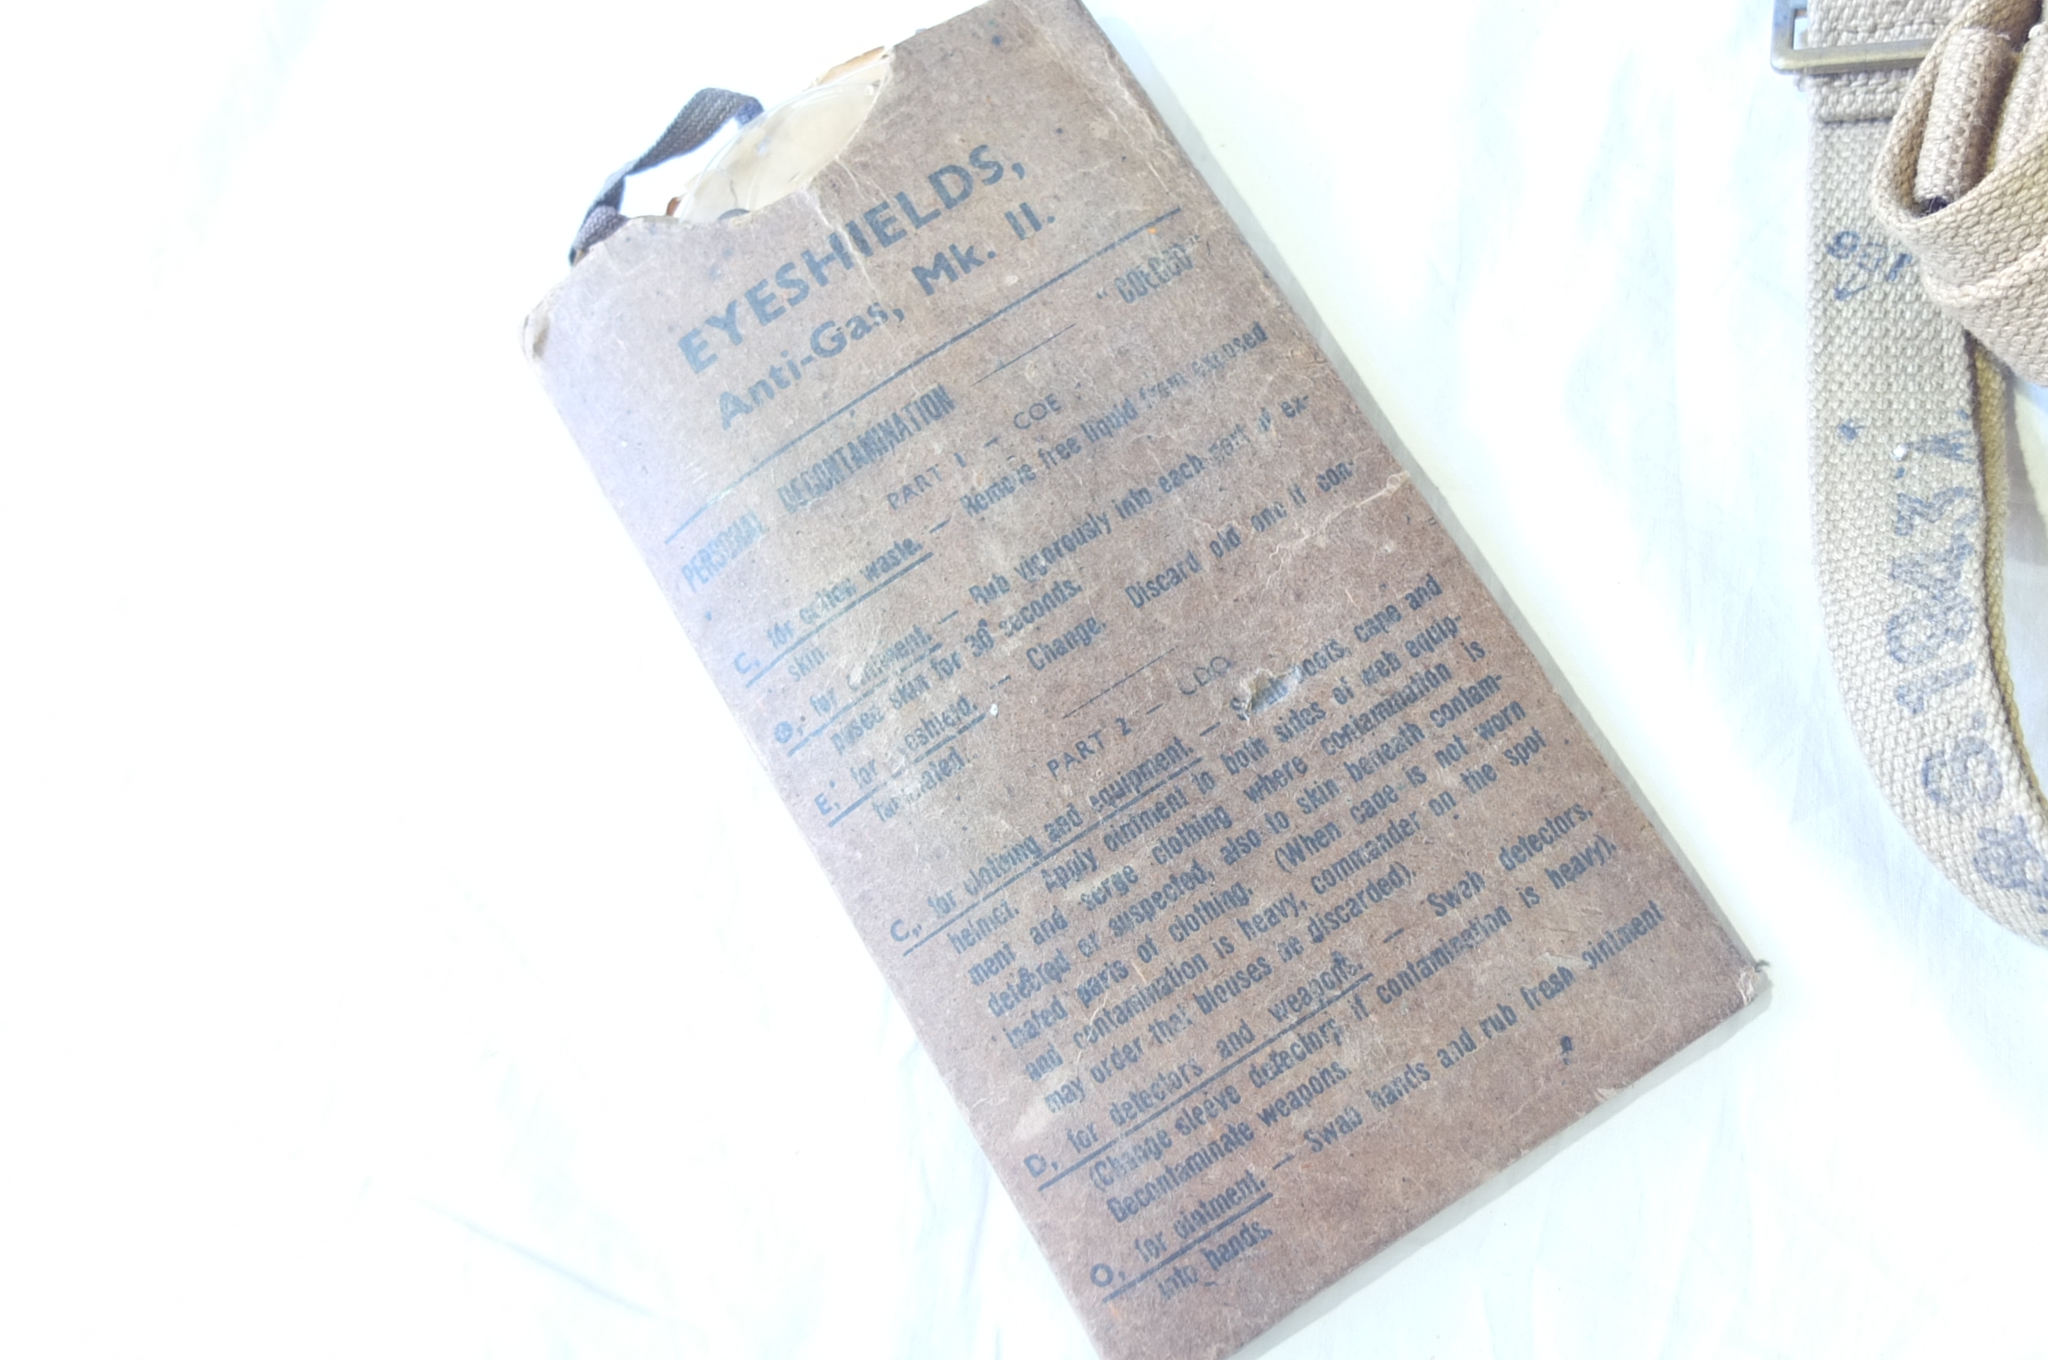 EYESHIELDS,
Anti-Gas, Mk. II.
PERSONAL DECONTAMINATION
PART 1 — COE
C, for cotton waste. — Remove free liquid from exposed
skin.
O, for ointment. — Rub vigorously into each part of ex-
posed skin for 30 seconds.
E, for eyeshield. — Change. Discard old one if con-
taminated.
PART 2 — CDO
C, for clothing and equipment. — Swab boots, cape and
helmet. Apply ointment to both sides of web equip-
ment and serge clothing where contamination is
detected or suspected, also to skin beneath contam-
inated parts of clothing. (When cape is not worn
and contamination is heavy, commander on the spot
may order that blouses be discarded).
D, for detectors and weapons. — Swab detectors.
(Change sleeve detectors if contamination is heavy).
Decontaminate weapons.
O, for ointment. — Swab hands and rub fresh ointment
into hands.
1943